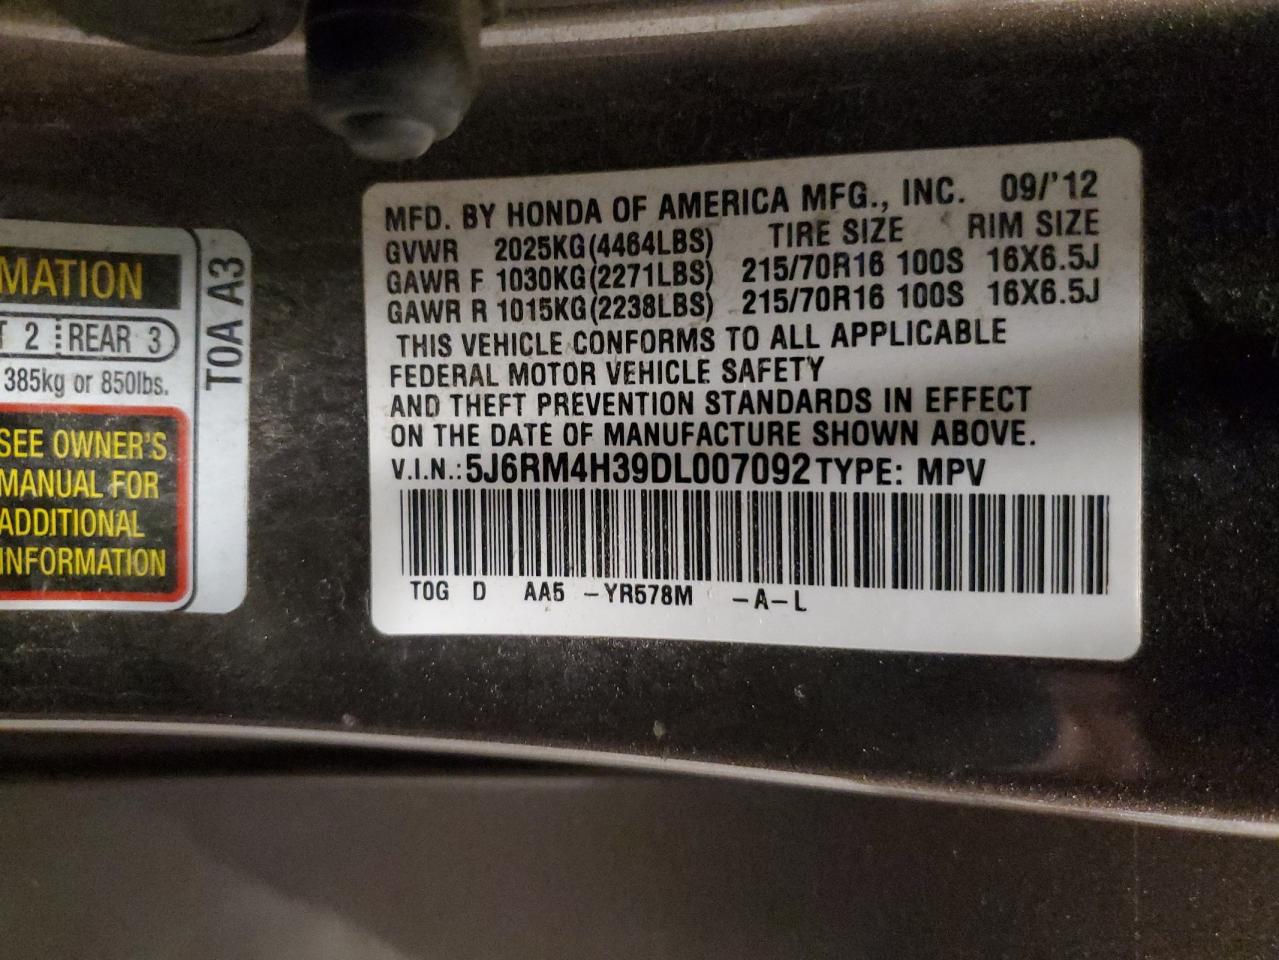 MATION
2 REAR 3
385kg or 850lbs.
SEE OWNER'S
MANUAL FOR
ADDITIONAL
INFORMATION
T0A A3
MFD. BY HONDA OF AMERICA MFG., INC. 09/'12
GVWR 2025KG(4464LBS) TIRE SIZE RIM SIZE
GAWR F 1030KG(2271LBS) 215/70R16 100S 16X6.5J
GAWR R 1015KG(2238LBS) 215/70R16 100S 16X6.5J
THIS VEHICLE CONFORMS TO ALL APPLICABLE
FEDERAL MOTOR VEHICLE SAFETY
AND THEFT PREVENTION STANDARDS IN EFFECT
ON THE DATE OF MANUFACTURE SHOWN ABOVE.
V.I.N.:5J6RM4H39DL007092 TYPE: MPV
T0G D AA5 -YR578M -A-L